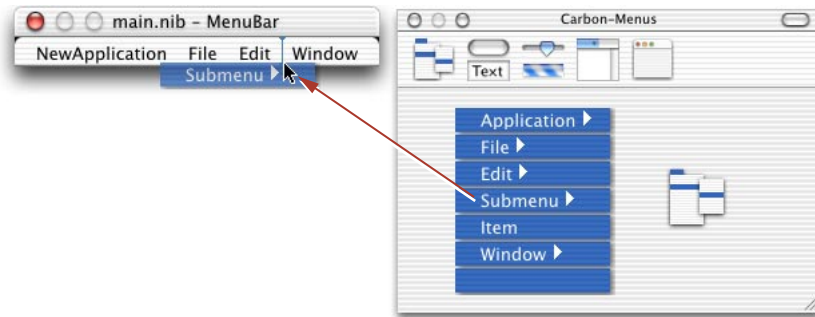 main.nib – MenuBar
NewApplication File Edit Window
Submenu
Carbon-Menus
Text
Application
File
Edit
Submenu
Item
Window